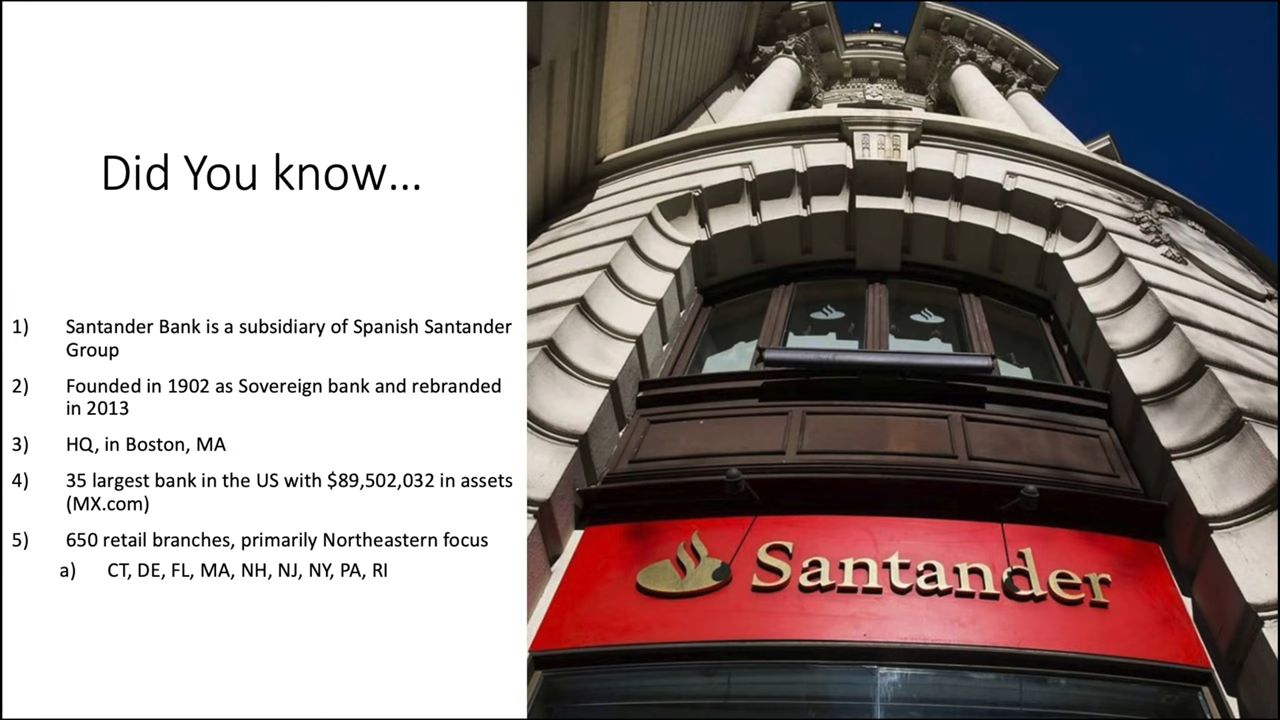 Did You know...
1) Santander Bank is a subsidiary of Spanish Santander
Group
2) Founded in 1902 as Sovereign bank and rebranded
in 2013
3) HQ, in Boston, MA
4) 35 largest bank in the US with $89,502,032 in assets
(MX.com)
5) 650 retail branches, primarily Northeastern focus
a) CT, DE, FL, MA, NH, NJ, NY, PA, RI
Santander